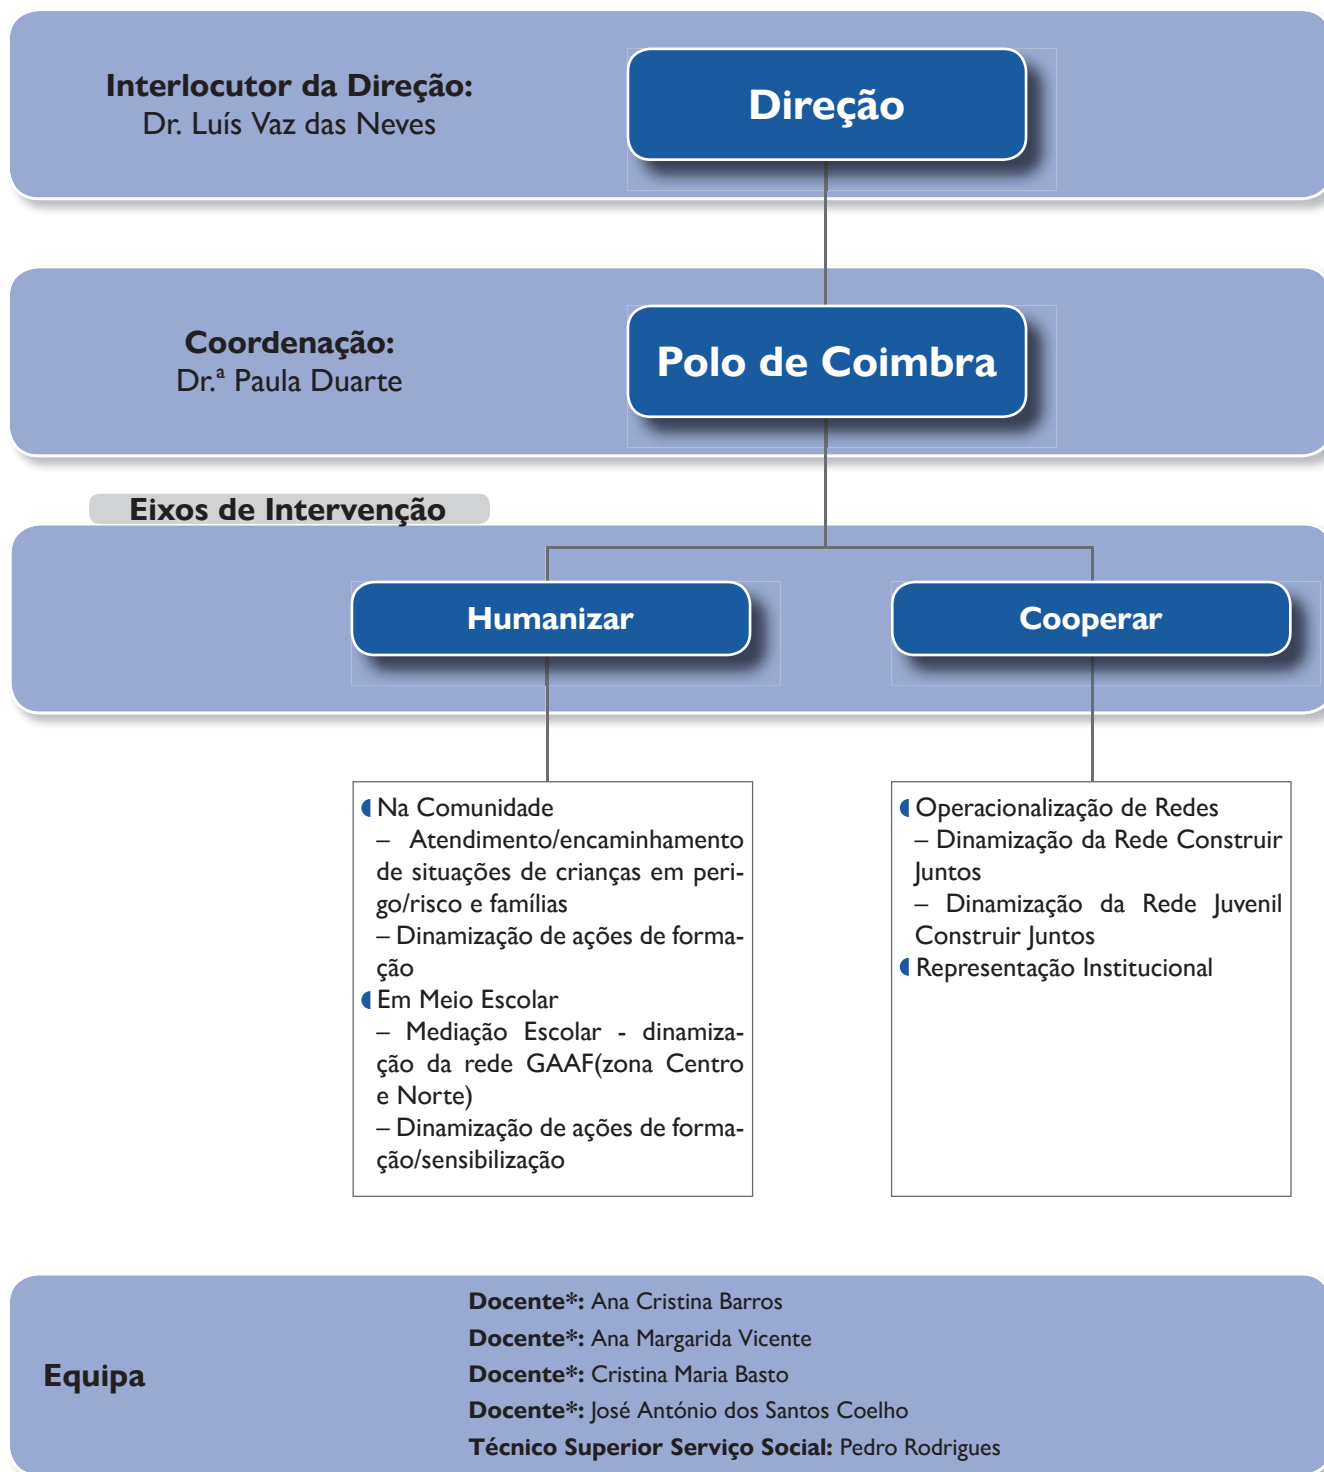 Interlocutor da Direção:
Dr. Luís Vaz das Neves
Direção
Coordenação:
Dr.ª Paula Duarte
Polo de Coimbra
Eixos de Intervenção
Humanizar
Cooperar
Na Comunidade
– Atendimento/encaminhamento
de situações de crianças em peri-
go/risco e famílias
– Dinamização de ações de forma-
ção
Em Meio Escolar
– Mediação Escolar - dinamiza-
ção da rede GAAF(zona Centro
e Norte)
– Dinamização de ações de forma-
ção/sensibilização
Operacionalização de Redes
– Dinamização da Rede Construir
Juntos
– Dinamização da Rede Juvenil
Construir Juntos
Representação Institucional
Equipa
Docente*: Ana Cristina Barros
Docente*: Ana Margarida Vicente
Docente*: Cristina Maria Basto
Docente*: José António dos Santos Coelho
Técnico Superior Serviço Social: Pedro Rodrigues